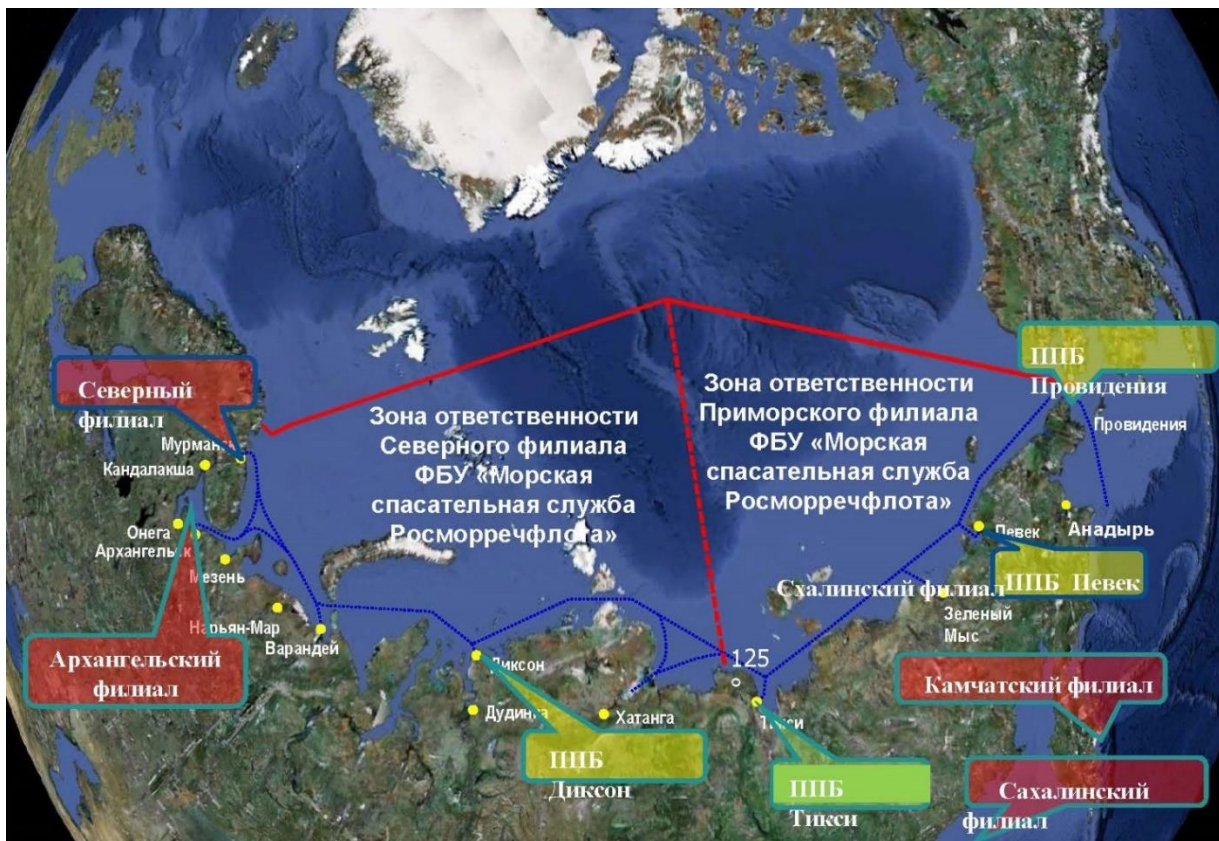 ППБ
Провидения
Провидения
Северный
филиал
Мурманск
Кандалакша
Зона ответственности
Северного филиала
ФБУ «Морская
спасательная служба
Росморречфлота»
Зона ответственности
Приморского филиала
ФБУ «Морская
спасательная служба
Росморречфлота»
Онега
Архангельск
Мезень
Певек
Анадырь
ППБ Певек
Схалинский филиал
Зеленый
Мыс
Нарьян-Мар
Варандей
Архангельский
филиал
Диксон
Дудинка
Хатанга
125
Тикси
Камчатский филиал
ППБ
Диксон
ППБ
Тикси
Сахалинский
филиал